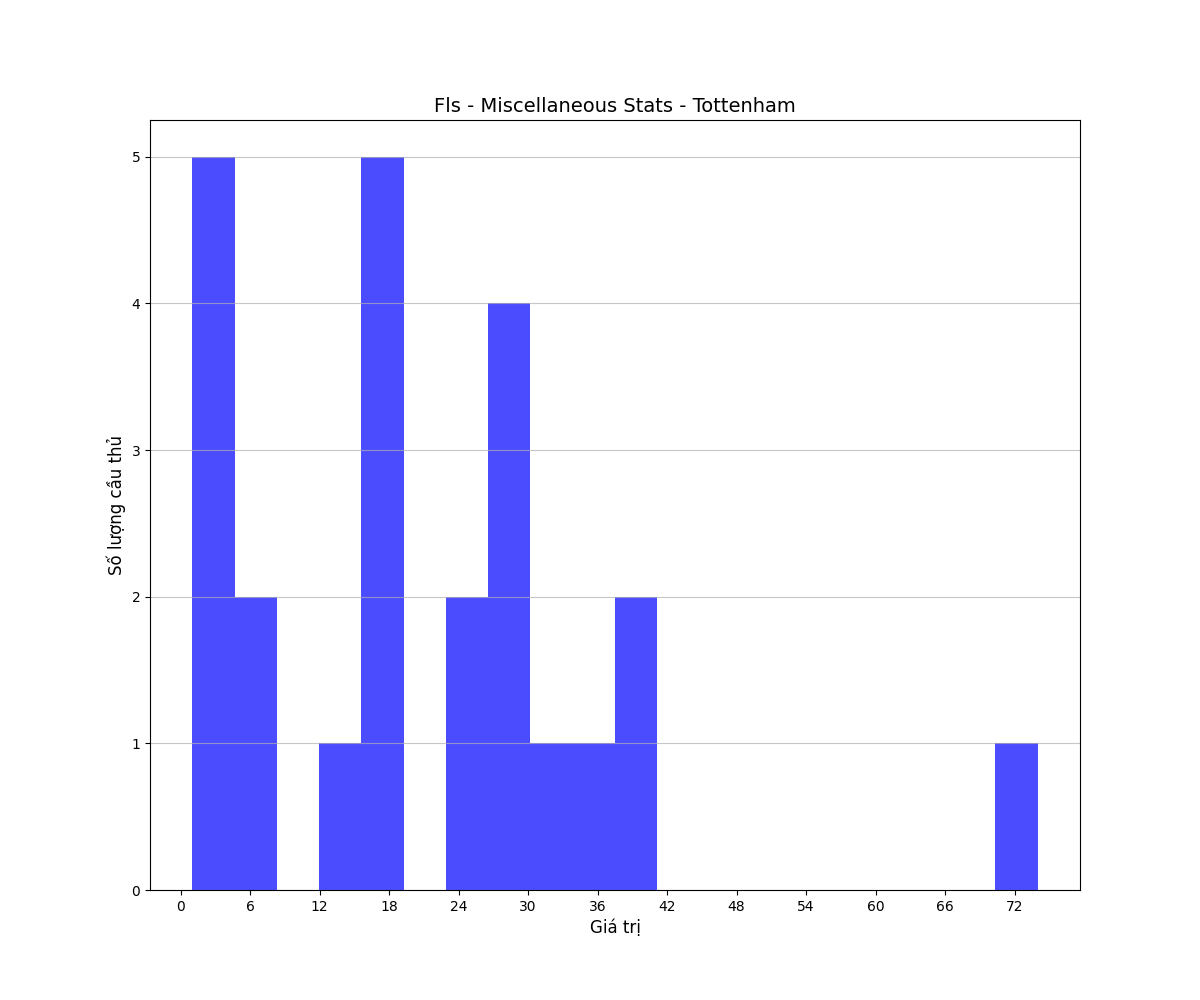 Fls - Miscellaneous Stats - Tottenham
5
4
3
2
1
0
Số lượng cầu thủ
0 6 12 18 24 30 36 42 48 54 60 66 72
Giá trị